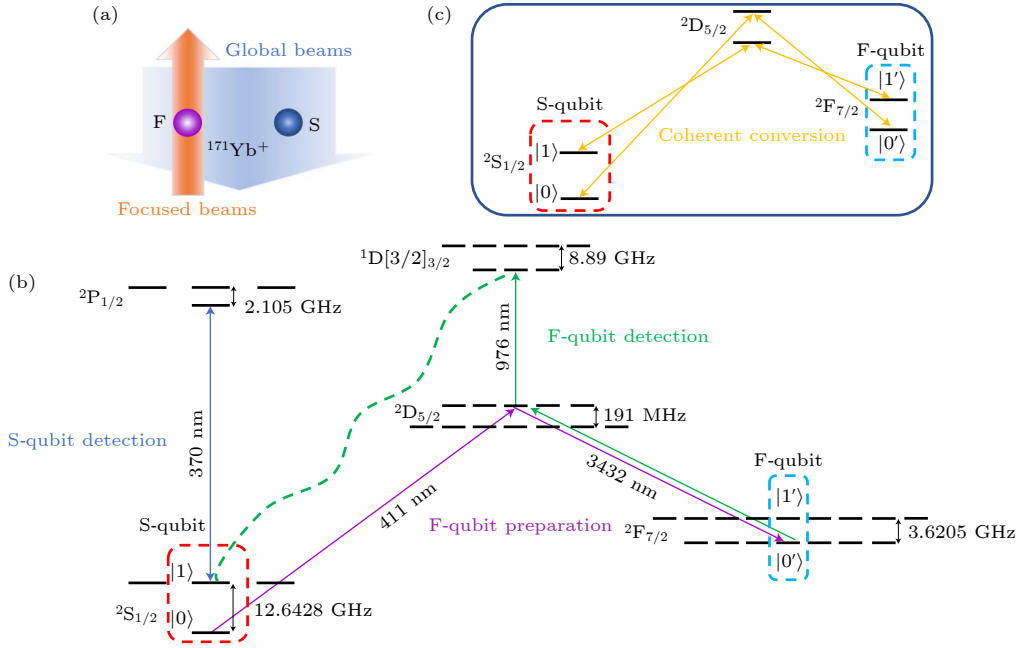 (a)
Global beams
F
S
¹⁷¹Yb⁺
Focused beams
(c)
²D₅/₂
F-qubit
|1′⟩
²F₇/₂
|0′⟩
S-qubit
Coherent conversion
²S₁/₂
|1⟩
|0⟩
(b)
¹D[3/2]₃/₂
8.89 GHz
²P₁/₂
2.105 GHz
976 nm
F-qubit detection
²D₅/₂
191 MHz
S-qubit detection
370 nm
411 nm
3432 nm
F-qubit
|1′⟩
F-qubit preparation
²F₇/₂
3.6205 GHz
|0′⟩
S-qubit
|1⟩
12.6428 GHz
²S₁/₂
|0⟩